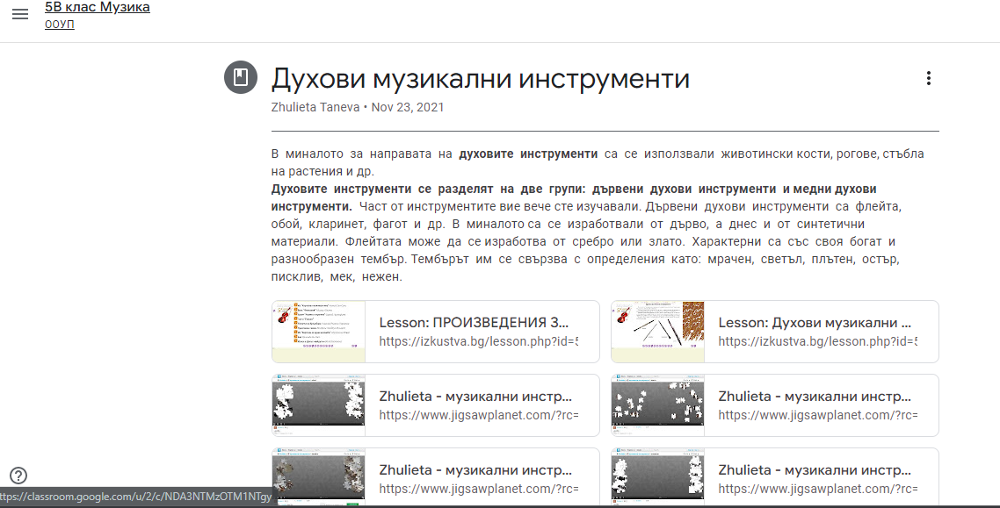 5В клас Музика
ООУП
Духови музикални инструменти
Zhulieta Taneva • Nov 23, 2021
В миналото за направата на духовите инструменти са се използвали животински кости, рогове, стъбла
на растения и др.
Духовите инструменти се разделят на две групи: дървени духови инструменти и медни духови
инструменти. Част от инструментите вие вече сте изучавали. Дървени духови инструменти са флейта,
обой, кларинет, фагот и др. В миналото са се изработвали от дърво, а днес и от синтетични
материали. Флейтата може да се изработва от сребро или злато. Характерни са със своя богат и
разнообразен тембър. Тембърът им се свързва с определения като: мрачен, светъл, плътен, остър,
писклив, мек, нежен.
Lesson: ПРОИЗВЕДЕНИЯ З...
https://izkustva.bg/lesson.php?id=5
Lesson: Духови музикални ...
https://izkustva.bg/lesson.php?id=5
Zhulieta - музикални инстр...
https://www.jigsawplanet.com/?rc=
Zhulieta - музикални инстр...
https://www.jigsawplanet.com/?rc=
Zhulieta - музикални инстр...
https://www.jigsawplanet.com/?rc=
Zhulieta - музикални инстр...
https://www.jigsawplanet.com/?rc=
ttps://classroom.google.com/u/2/c/NDA3NTMzOTM1NTgy